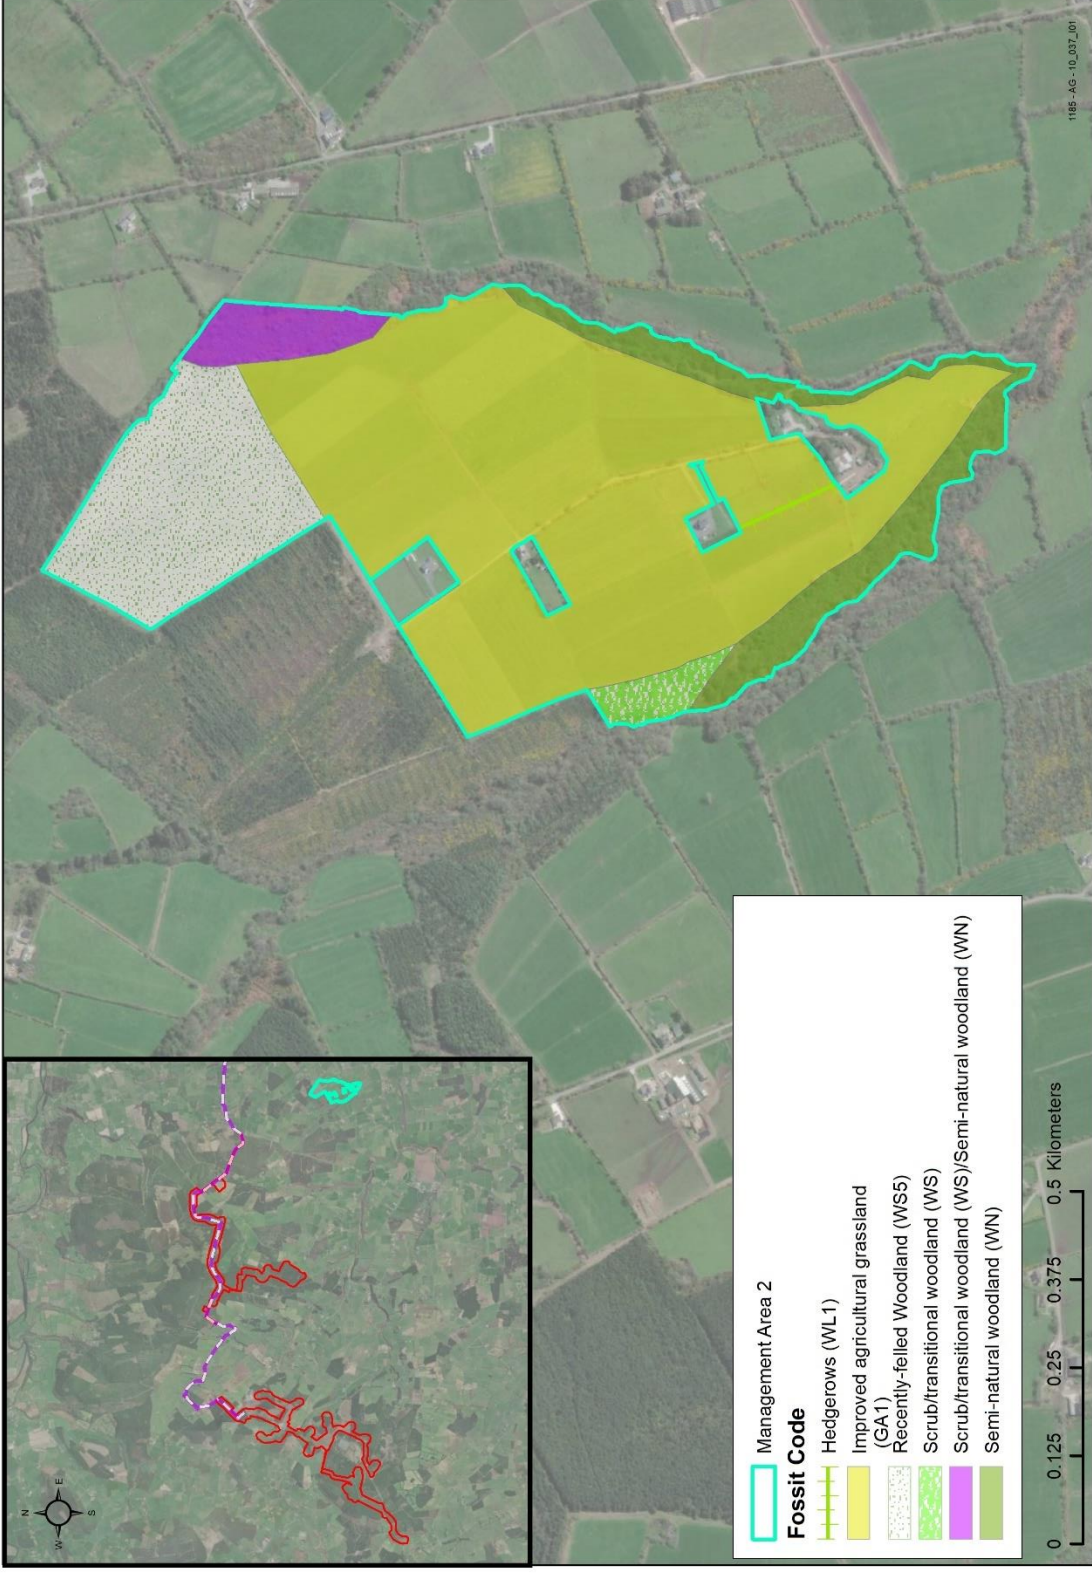 N
W E
S
Management Area 2
Fossit Code
Hedgerows (WL1)
Improved agricultural grassland
(GA1)
Recently-felled Woodland (WS5)
Scrub/transitional woodland (WS)
Scrub/transitional woodland (WS)/Semi-natural woodland (WN)
Semi-natural woodland (WN)
0 0.125 0.25 0.375 0.5 Kilometers
1185 - AG - 10_037_I01